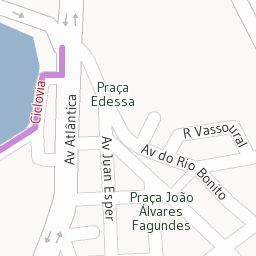 Praça
Edessa
Ciclovia
Av Atlântica
Av Juan Esper
Av do Rio Bonito
R Vassoural
Praça João
Álvares
Fagundes